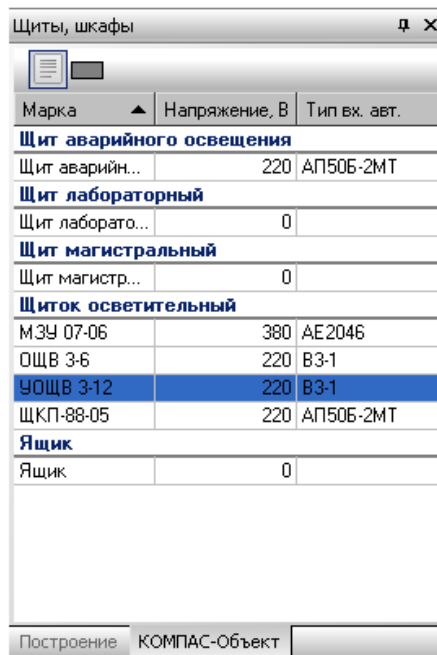 Щиты, шкафы
Марка Напряжение, В Тип вх. авт.
Щит аварийного освещения
Щит аварийн... 220 АП50Б-2МТ
Щит лабораторный
Щит лаборато... 0
Щит магистральный
Щит магистр... 0
Щиток осветительный
МЗУ 07-06 380 АЕ2046
ОЩВ 3-6 220 ВЗ-1
УОЩВ 3-12 220 ВЗ-1
ЩКП-88-05 220 АП50Б-2МТ
Ящик
Ящик 0
Построение КОМПАС-Объект